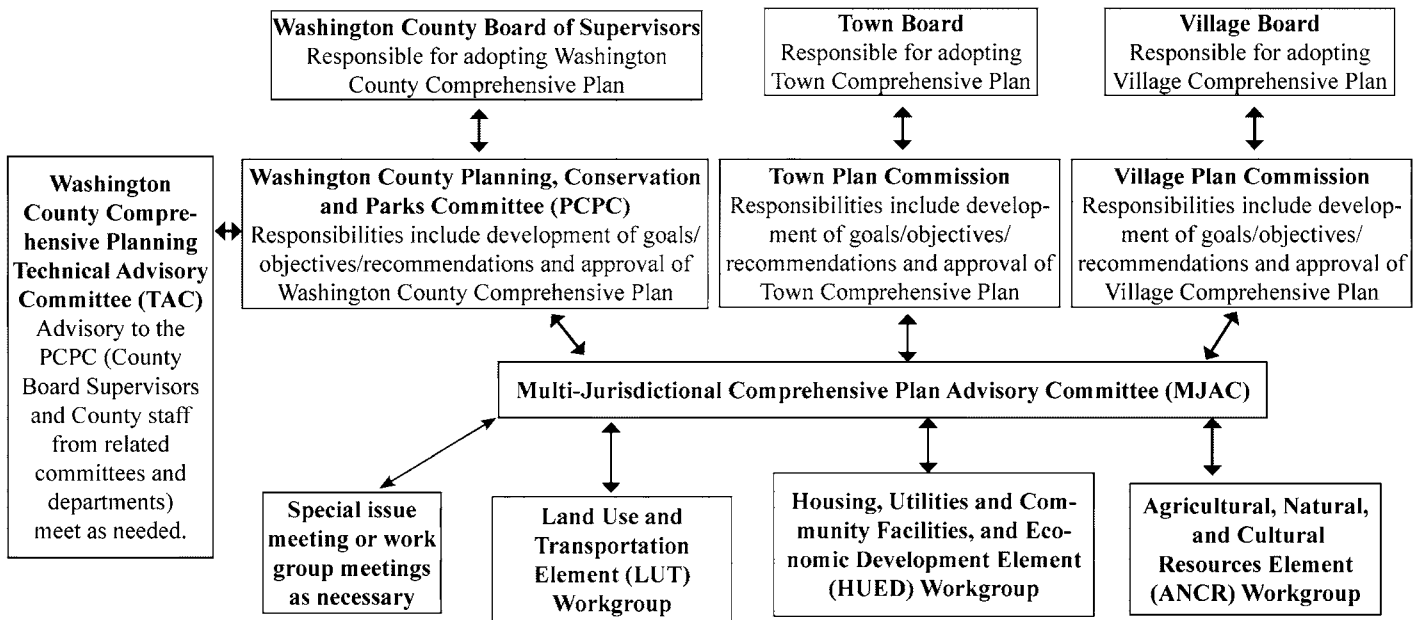 Washington County Board of Supervisors
Responsible for adopting Washington
County Comprehensive Plan
Town Board
Responsible for adopting
Town Comprehensive Plan
Village Board
Responsible for adopting
Village Comprehensive Plan
Washington
County Compre-
hensive Planning
Technical Advisory
Committee (TAC)
Advisory to the
PCPC (County
Board Supervisors
and County staff
from related
committees and
departments)
meet as needed.
Washington County Planning, Conservation
and Parks Committee (PCPC)
Responsibilities include development of goals/
objectives/recommendations and approval of
Washington County Comprehensive Plan
Town Plan Commission
Responsibilities include develop-
ment of goals/objectives/
recommendations and approval of
Town Comprehensive Plan
Village Plan Commission
Responsibilities include develop-
ment of goals/objectives/
recommendations and approval of
Village Comprehensive Plan
Multi-Jurisdictional Comprehensive Plan Advisory Committee (MJAC)
Special issue
meeting or work
group meetings
as necessary
Land Use and
Transportation
Element (LUT)
Workgroup
Housing, Utilities and Com-
munity Facilities, and Eco-
nomic Development Element
(HUED) Workgroup
Agricultural, Natural,
and Cultural
Resources Element
(ANCR) Workgroup